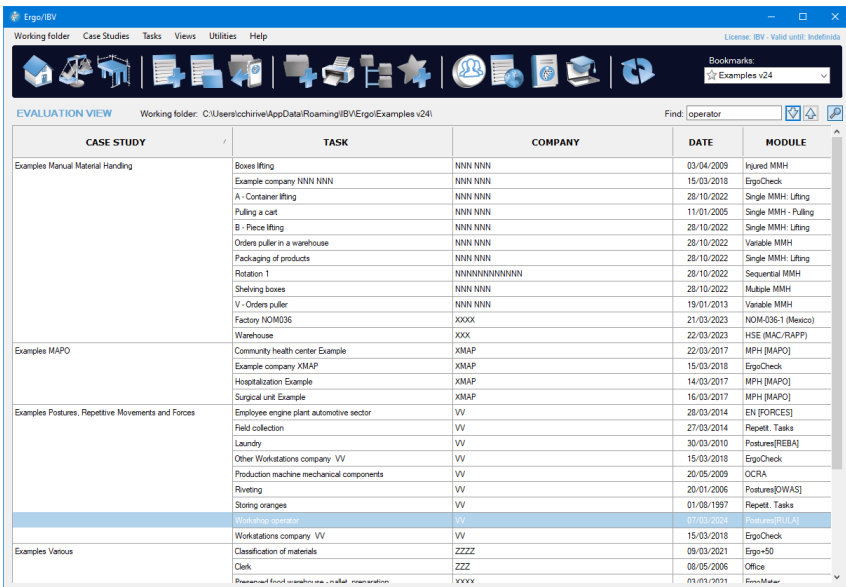 Ergo/IBV
Working folder Case Studies Tasks Views Utilities Help
License: IBV - Valid until: Indefinida
Bookmarks:
Examples v24
EVALUATION VIEW Working folder: C:\Users\cchirive\AppData\Roaming\IBV\Ergo\Examples v24\ Find: operator
CASE STUDY TASK COMPANY DATE MODULE
Examples Manual Material Handling Boxes lifting NNN NNN 03/04/2009 Injured MMH
Example company NNN NNN NNN NNN 15/03/2018 ErgoCheck
A - Container lifting NNN NNN 28/10/2022 Single MMH: Lifting
Pulling a cart NNN NNN 11/01/2005 Single MMH - Pulling
B - Piece lifting NNN NNN 28/10/2022 Single MMH: Lifting
Orders puller in a warehouse NNN NNN 28/10/2022 Variable MMH
Packaging of products NNN NNN 28/10/2022 Single MMH: Lifting
Rotation 1 NNNNNNNNNNNN 28/10/2022 Sequential MMH
Shelving boxes NNN NNN 28/10/2022 Multiple MMH
V - Orders puller NNN NNN 19/01/2013 Variable MMH
Factory NOM036 XXXX 21/03/2023 NOM-036-1 (Mexico)
Warehouse XXX 22/03/2023 HSE (MAC/RAPP)
Examples MAPO Community health center Example XMAP 22/03/2017 MPH [MAPO]
Example company XMAP XMAP 15/03/2018 ErgoCheck
Hospitalization Example XMAP 14/03/2017 MPH [MAPO]
Surgical unit Example XMAP 16/03/2017 MPH [MAPO]
Examples Postures, Repetitive Movements and Forces Employee engine plant automotive sector VV 28/03/2014 EN [FORCES]
Field collection VV 27/03/2014 Repetit. Tasks
Laundry VV 30/03/2010 Postures[REBA]
Other Workstations company VV VV 15/03/2018 ErgoCheck
Production machine mechanical components VV 20/05/2009 OCRA
Riveting VV 20/01/2006 Postures[OWAS]
Storing oranges VV 01/08/1997 Repetit. Tasks
Workshop operator VV 07/03/2024 Postures[RULA]
Workstations company VV VV 15/03/2018 ErgoCheck
Examples Various Classification of materials ZZZZ 09/03/2021 Ergo+50
Clerk ZZZ 08/05/2006 Office
Preserved food warehouse - pallet preparation XXXX 03/03/2021 ErgoMater